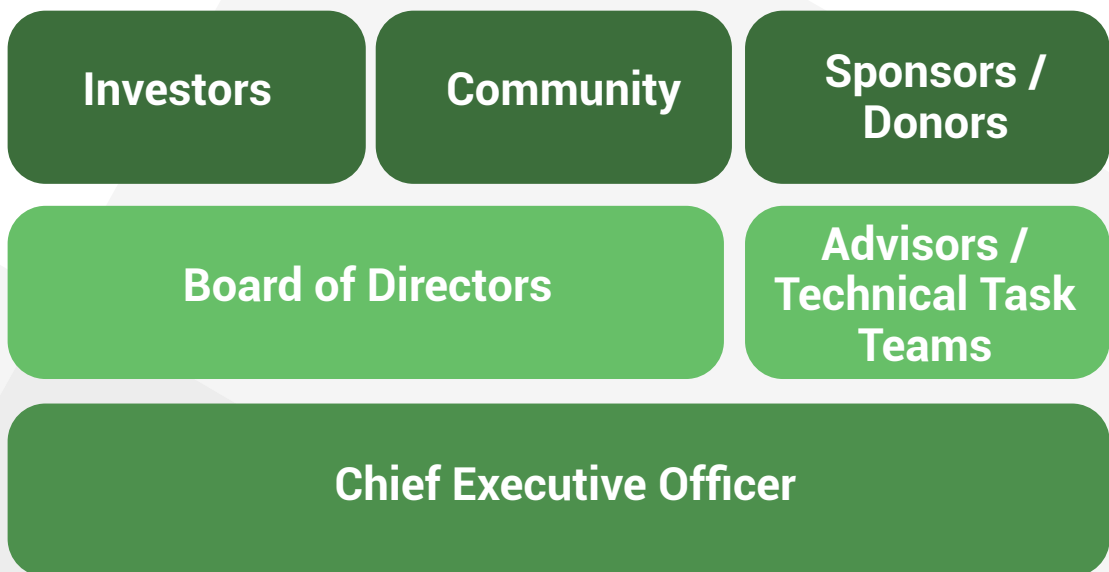 Investors
Community
Sponsors /
Donors
Board of Directors
Advisors /
Technical Task
Teams
Chief Executive Officer